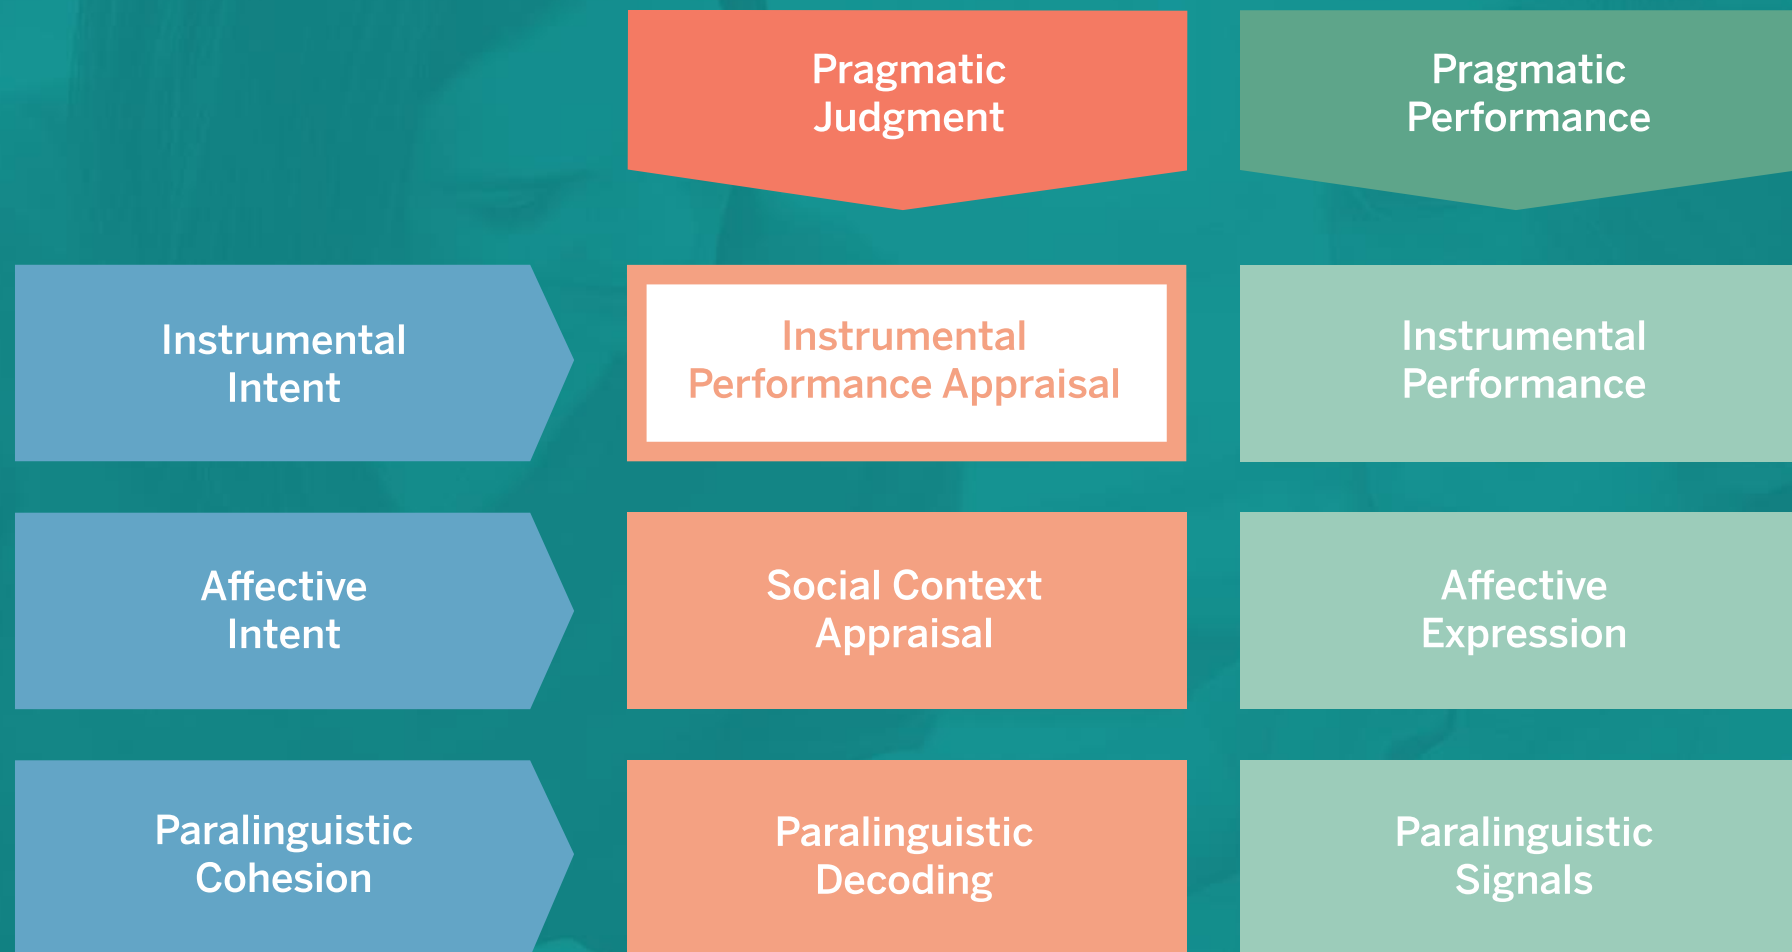 Pragmatic
Judgment
Pragmatic
Performance
Instrumental
Intent
Instrumental
Performance Appraisal
Instrumental
Performance
Affective
Intent
Social Context
Appraisal
Affective
Expression
Paralinguistic
Cohesion
Paralinguistic
Decoding
Paralinguistic
Signals